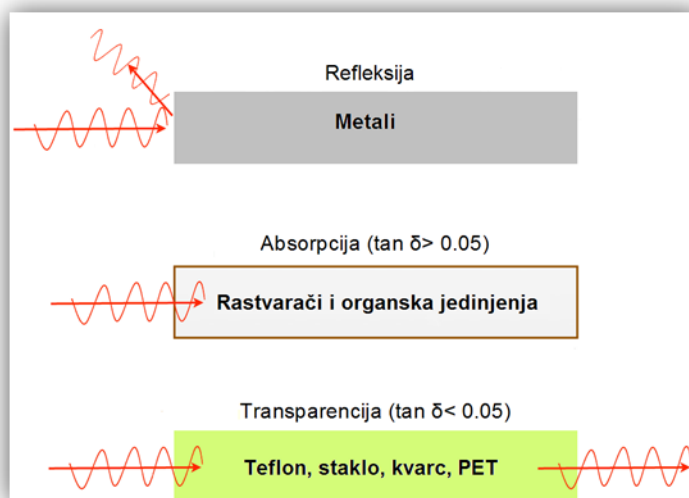 Refleksija
Metali
Absorpcija (tan δ> 0.05)
Rastvarači i organska jedinjenja
Transparencija (tan δ< 0.05)
Teflon, staklo, kvarc, PET